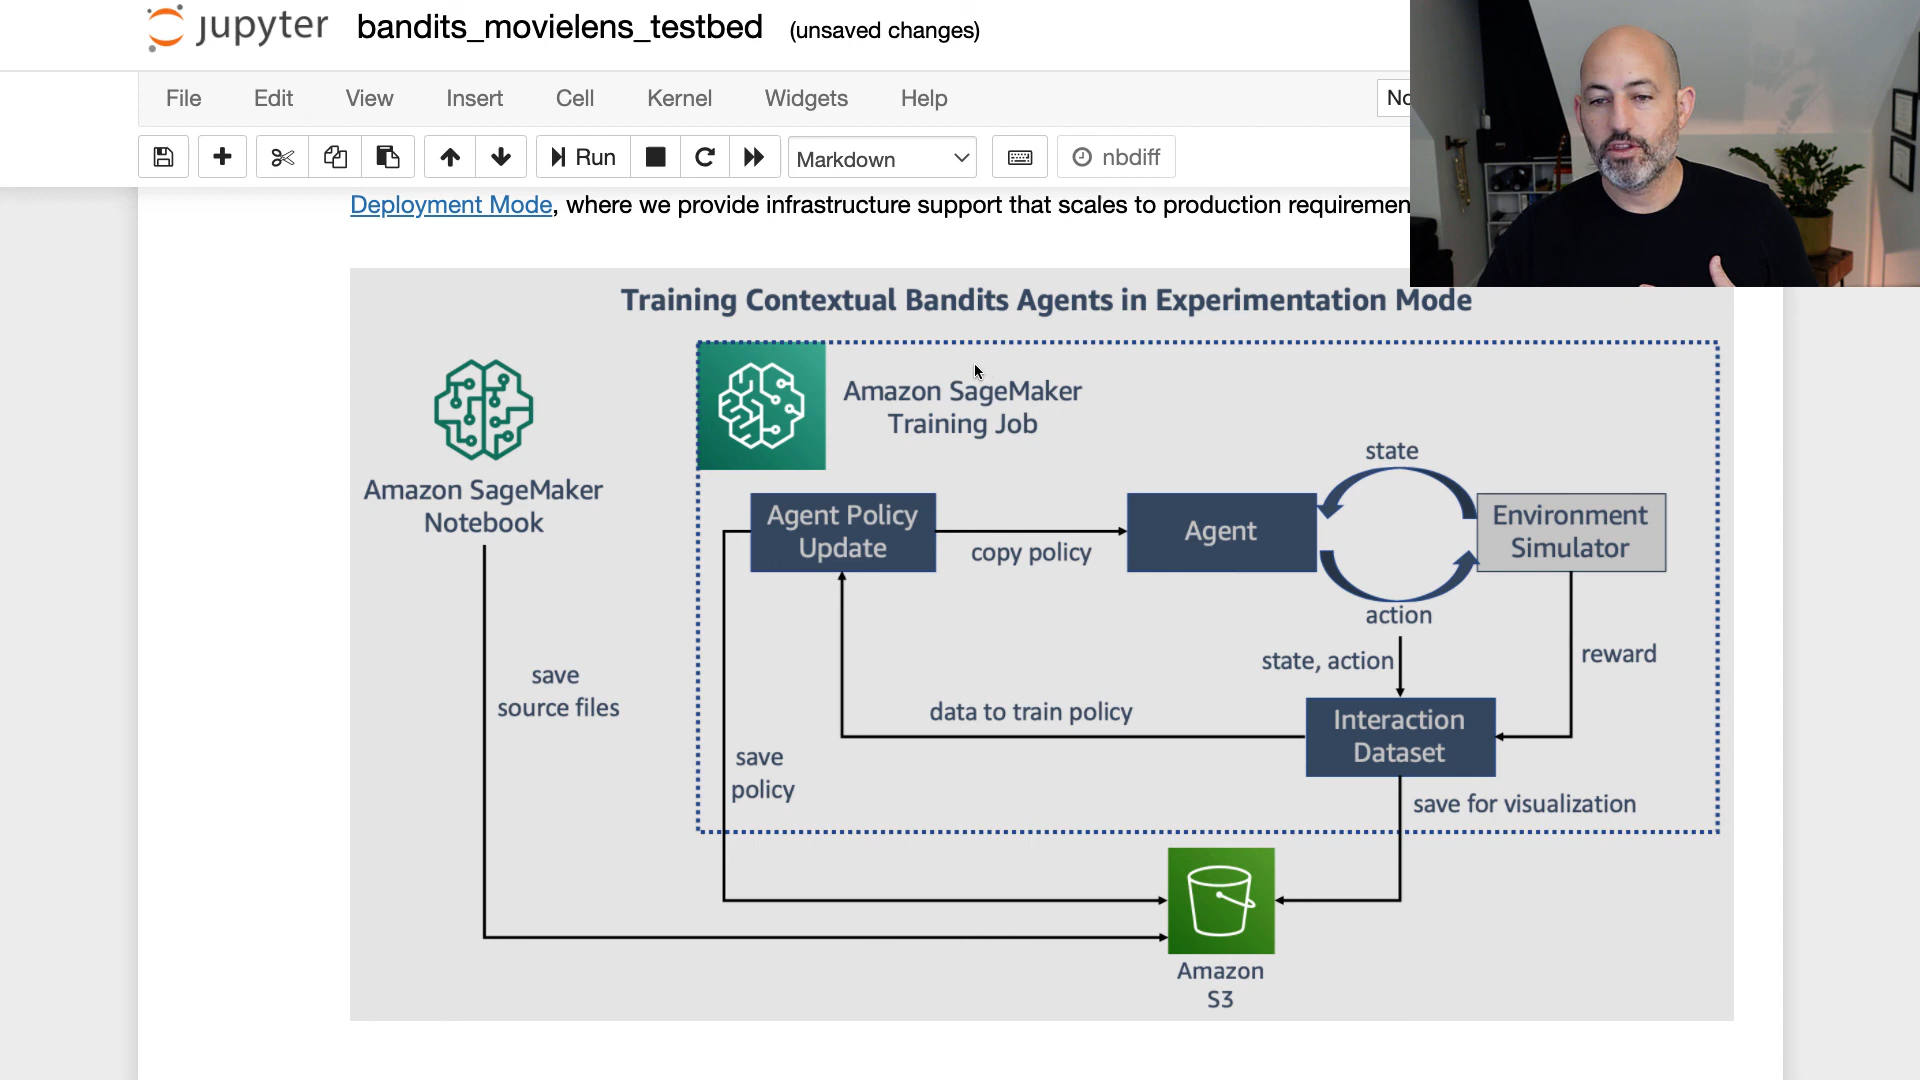 jupyter bandits_movielens_testbed (unsaved changes)
File Edit View Insert Cell Kernel Widgets Help
Run Markdown nbdiff
Deployment Mode, where we provide infrastructure support that scales to production
Training Contextual Bandits Agents in Experimentation Mode
Amazon SageMaker
Training Job
state
Amazon SageMaker
Notebook
Agent Policy
Update
copy policy
Agent
Environment
Simulator
action
state, action
reward
save
source files
data to train policy
Interaction
Dataset
save
policy
save for visualization
Amazon
S3